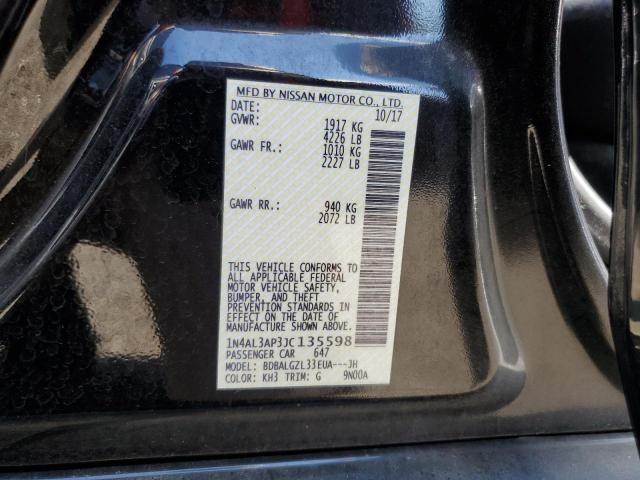 MFD BY NISSAN MOTOR CO., LTD.
DATE: 10/17
GVWR: 1917 KG
4226 LB
GAWR FR.: 1010 KG
2227 LB
GAWR RR.: 940 KG
2072 LB
THIS VEHICLE CONFORMS TO
ALL APPLICABLE FEDERAL
MOTOR VEHICLE SAFETY,
BUMPER, AND THEFT
PREVENTION STANDARDS IN
EFFECT ON THE DATE OF
MANUFACTURE SHOWN ABOVE.
1N4AL3AP3JC135598
PASSENGER CAR 647
MODEL: BDBALGZL33EUA---JH
COLOR: KH3 TRIM: G 9N00A